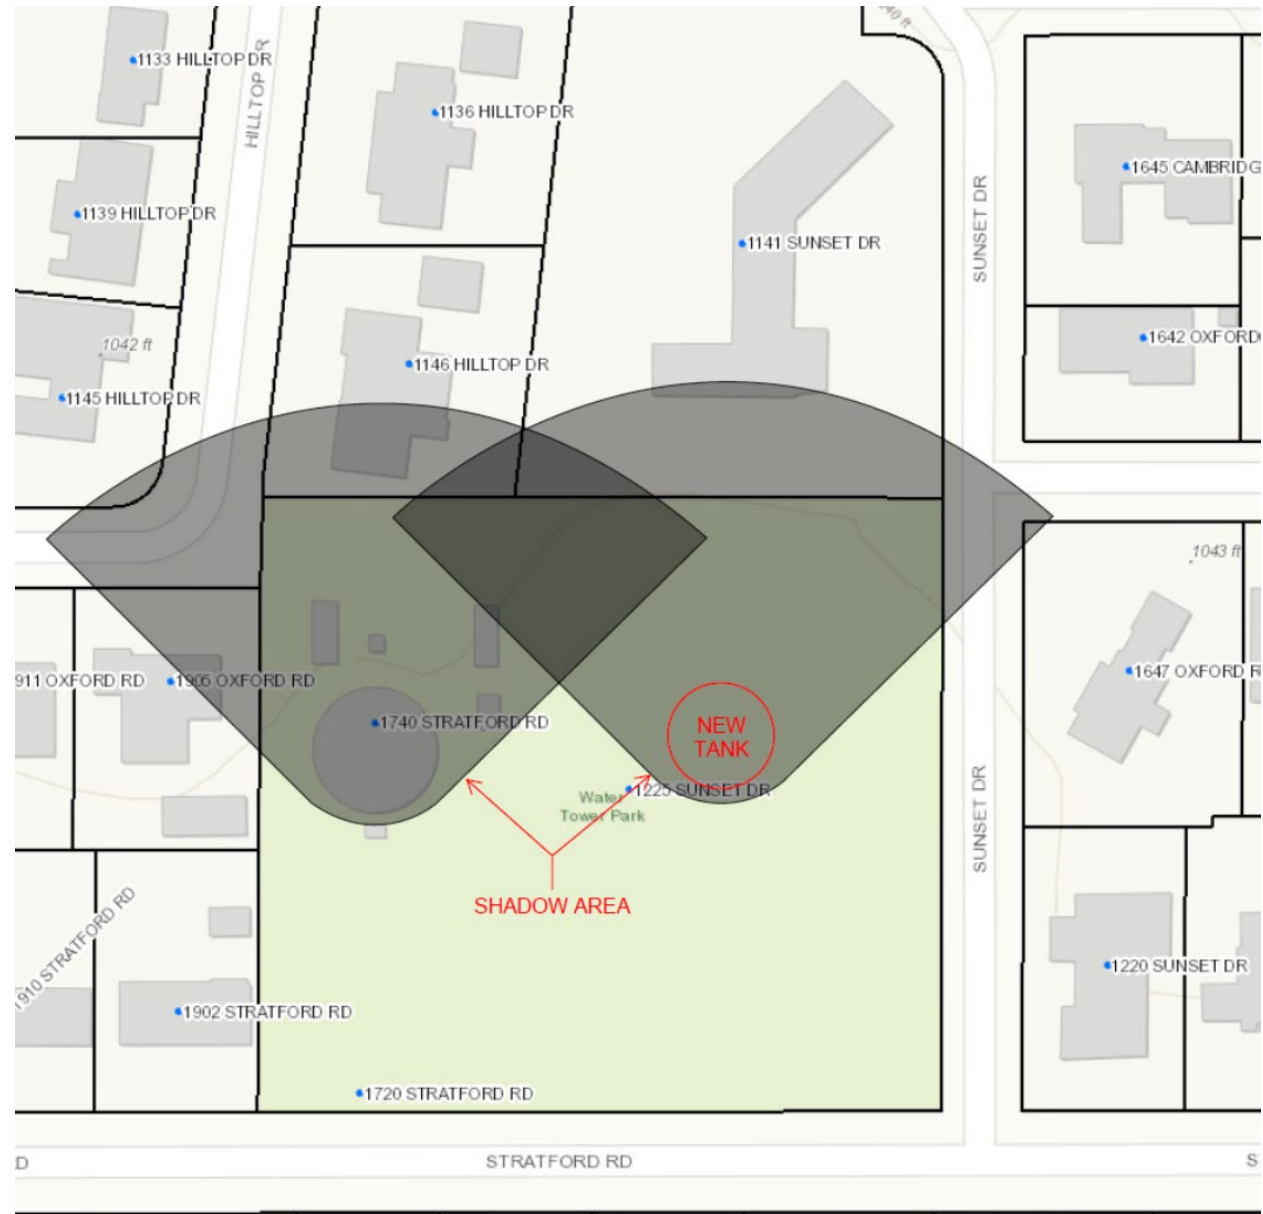 40 ft
1133 HILLTOP DR
HILLTOP DR
1136 HILLTOP DR
1645 CAMBRIDG
1139 HILLTOP DR
SUNSET DR
1141 SUNSET DR
1042 ft
1146 HILLTOP DR
1642 OXFORD
1145 HILLTOP DR
1043 ft
911 OXFORD RD
1905 OXFORD RD
1647 OXFORD R
1740 STRATFORD RD
NEW
TANK
1225 SUNSET DR
Water
Tower Park
SUNSET DR
SHADOW AREA
1910 STRATFORD RD
1220 SUNSET DR
1902 STRATFORD RD
1720 STRATFORD RD
D
STRATFORD RD
S